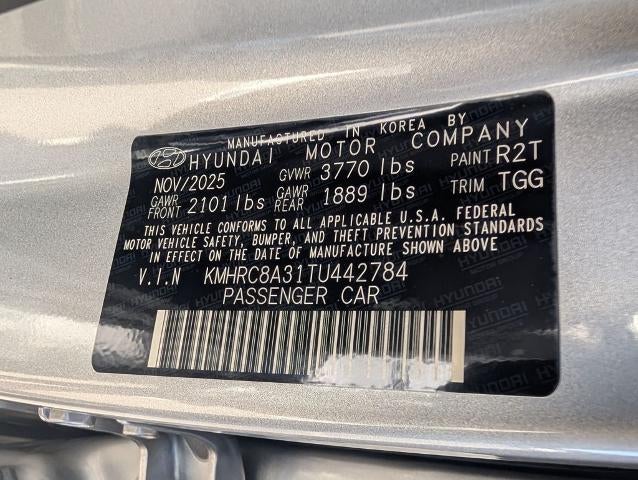 MANUFACTURED IN KOREA BY
HYUNDAI MOTOR COMPANY
NOV/2025 GVWR 3770 lbs PAINT R2T
GAWR FRONT 2101 lbs GAWR REAR 1889 lbs TRIM TGG
THIS VEHICLE CONFORMS TO ALL APPLICABLE U.S.A. FEDERAL
MOTOR VEHICLE SAFETY, BUMPER, AND THEFT PREVENTION STANDARDS
IN EFFECT ON THE DATE OF MANUFACTURE SHOWN ABOVE
V.I.N KMHRC8A31TU442784
PASSENGER CAR